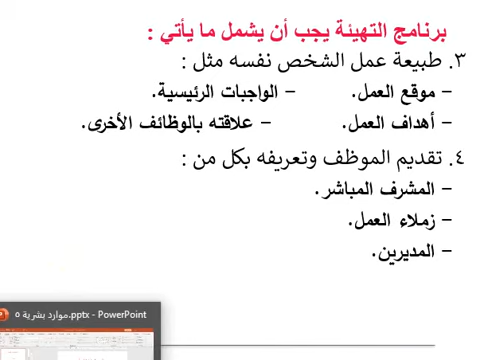 برنامج التهيئة يجب أن يشمل ما يأتي :
٣. طبيعة عمل الشخص نفسه مثل :
– موقع العمل. – الواجبات الرئيسية.
– أهداف العمل. – علاقته بالوظائف الأخرى.
٤. تقديم الموظف وتعريفه بكل من :
– المشرف المباشر.
– زملاء العمل.
– المديرين.
موارد بشرية ٥.pptx - PowerPoint